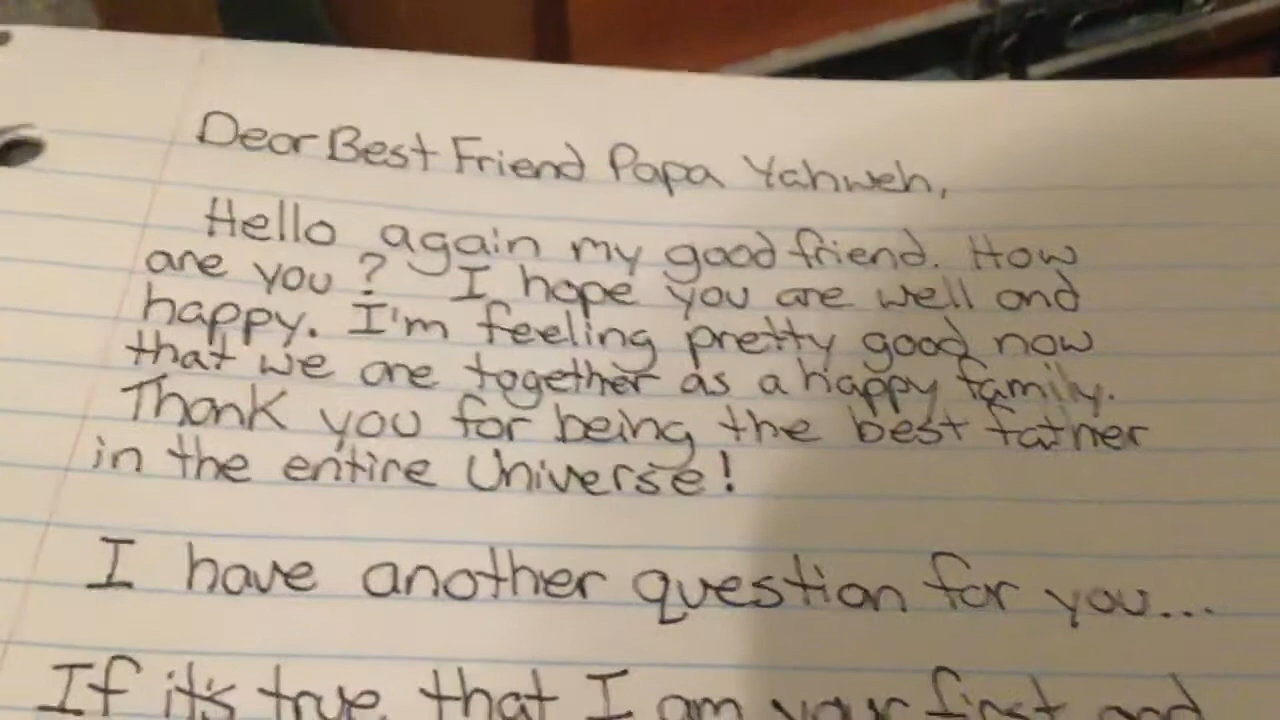 Dear Best Friend Papa Yahweh,
Hello again my good friend. How
are you? I hope you are well and
happy. I'm feeling pretty good now
that we are together as a happy family.
Thank you for being the best father
in the entire Universe!
I have another question for you...
If it's true that I am your first and